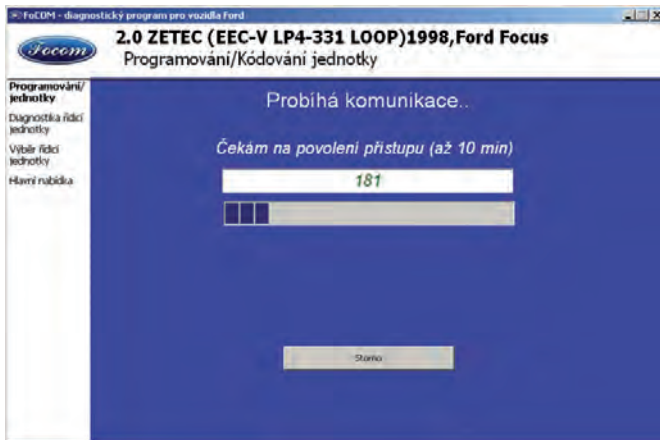 FoCOM - diagnostický program pro vozidla Ford
Focom
2.0 ZETEC (EEC-V LP4-331 LOOP)1998,Ford Focus
Programování/Kódování jednotky
Programování/
jednotky
Diagnostika řídicí
jednotky
Výběr řídicí
jednotky
Hlavní nabídka
Probíhá komunikace..
Čekám na povolení přístupu (až 10 min)
181
Storno